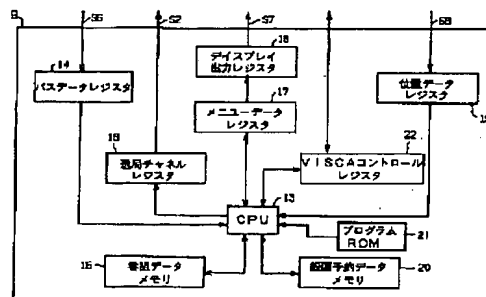 9 S6 S2 S7 S8
デイスプレイ
出力レジスタ
18
14
バスデータレジスタ
位置データ
レジスタ
メニューデータ
レジスタ
17
22
選局チャネル
レジスタ
VISCAコントロール
レジスタ
CPU
13
プログラム
ROM
21
番組データ
メモリ
録画予約データ
メモリ
20